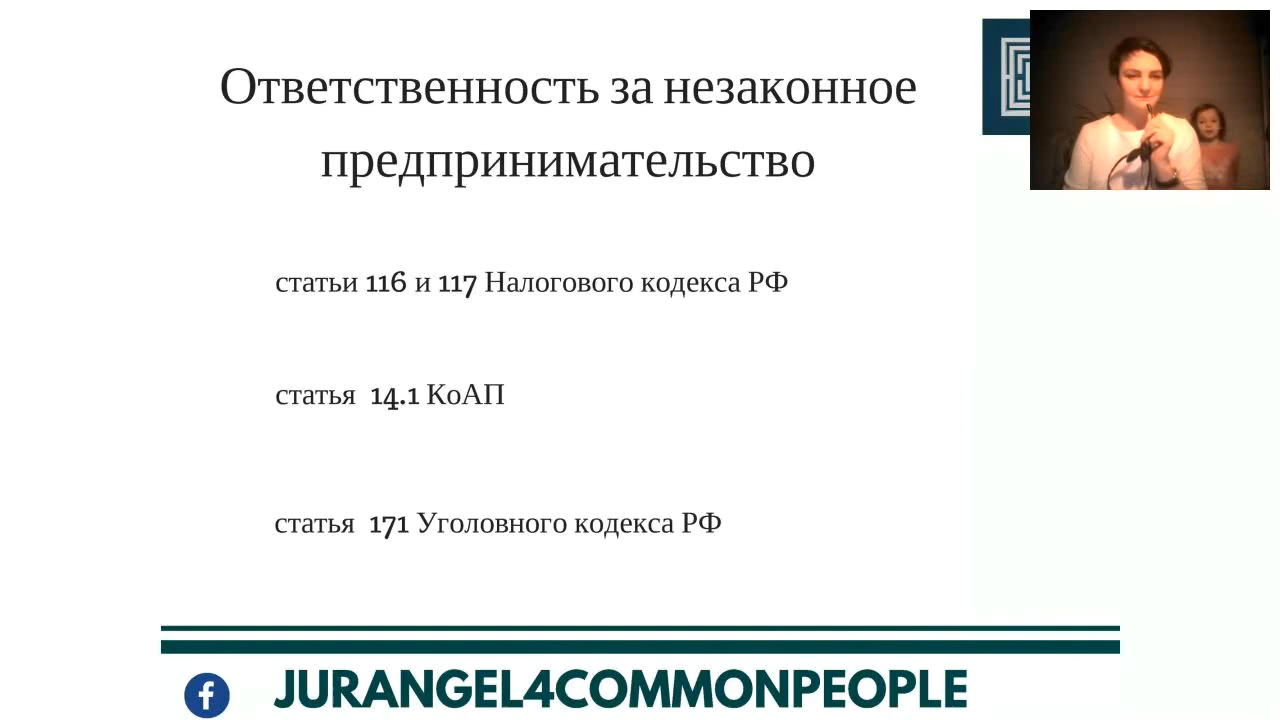 Ответственность за незаконное
предпринимательство
статьи 116 и 117 Налогового кодекса РФ
статья 14.1 КоАП
статья 171 Уголовного кодекса РФ
JURANGEL4COMMONPEOPLE